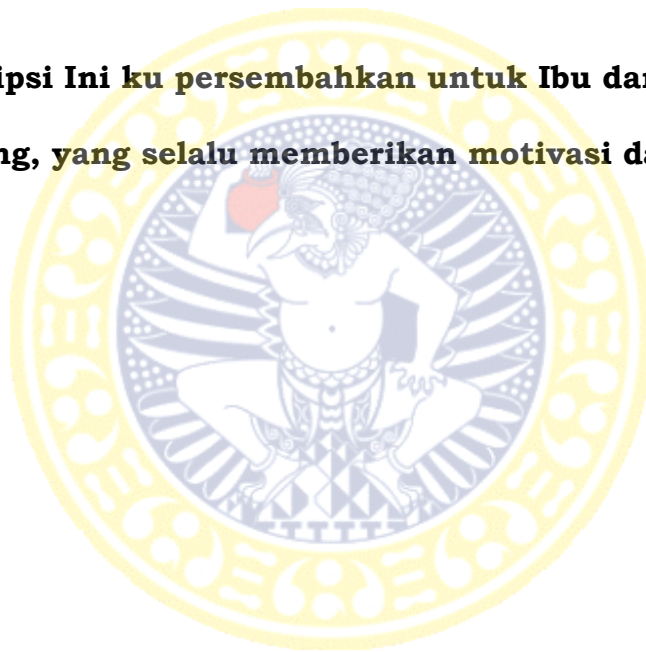 ipsi Ini ku persembahkan untuk Ibu dan
ng, yang selalu memberikan motivasi da